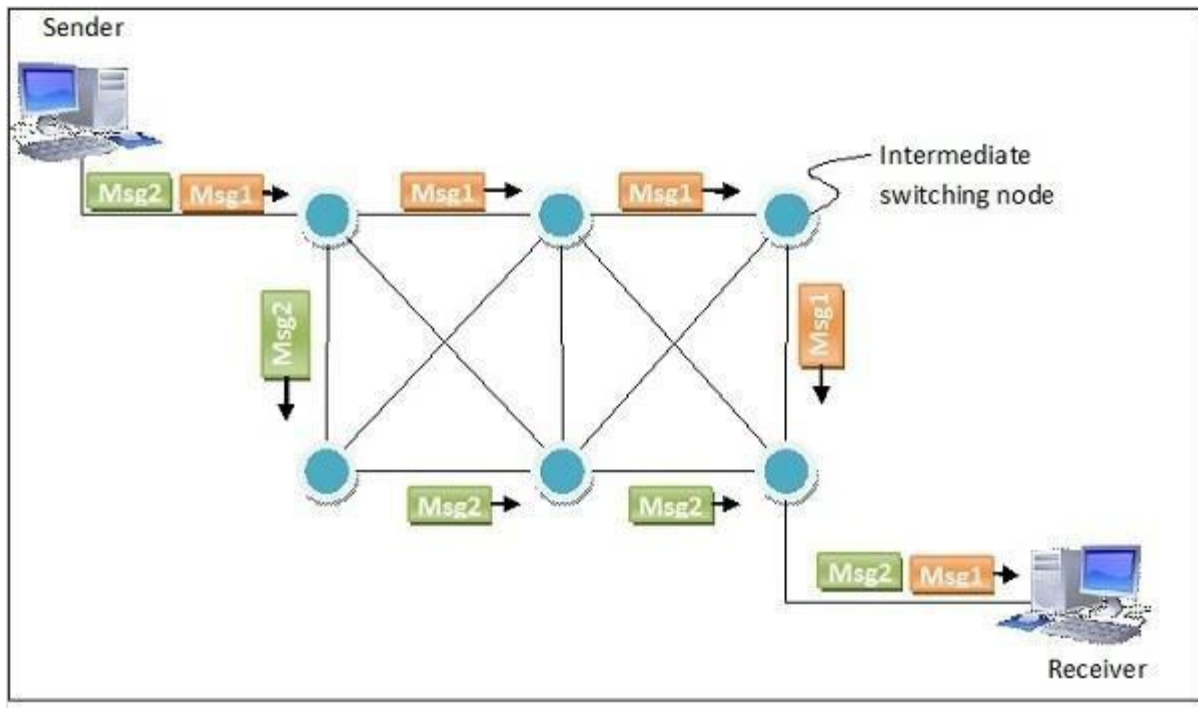 Sender
Msg2
Msg1
Msg1
Msg1
Intermediate
switching node
Msg2
Msg1
Msg2
Msg2
Msg2
Msg1
Receiver